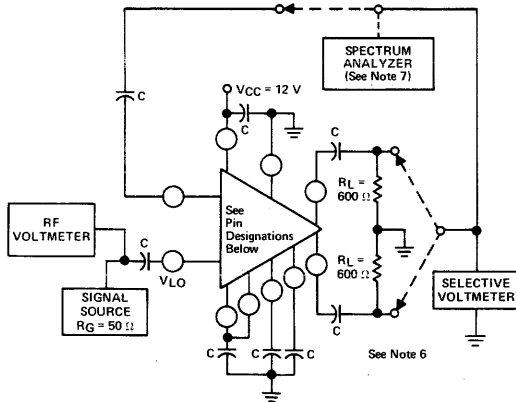 SPECTRUM
ANALYZER
(See Note 7)
C
VCC = 12 V
C
C
RF
VOLTMETER
C
VLO
SIGNAL
SOURCE
RG = 50 Ω
See
Pin
Designations
Below
RL =
600 Ω
RL =
600 Ω
C
SELECTIVE
VOLTMETER
C
C
C
See Note 6